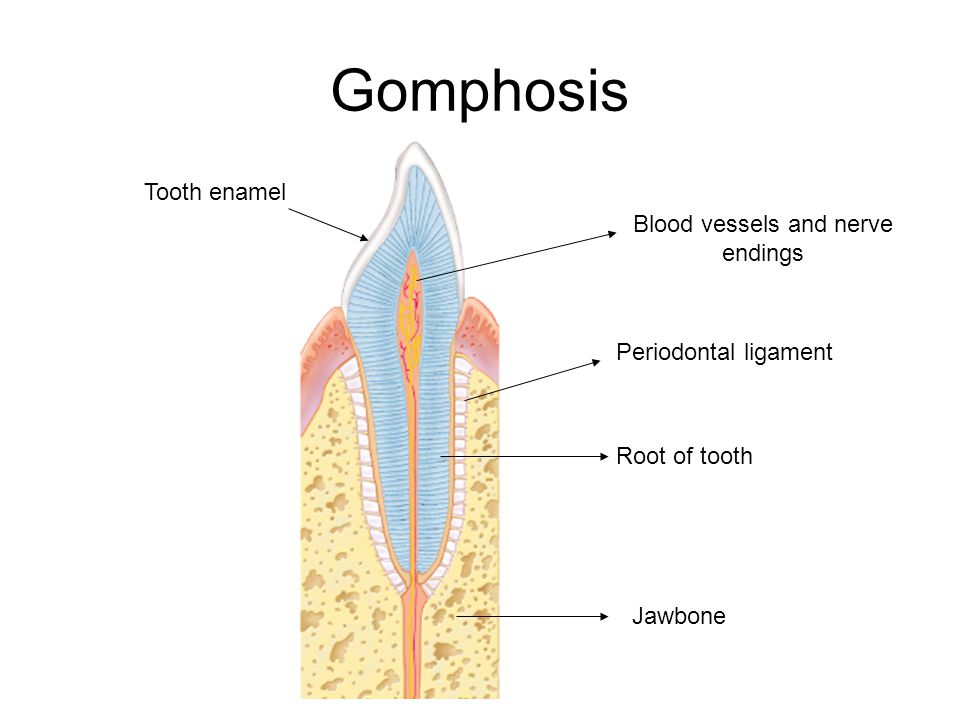 Gomphosis
Tooth enamel
Blood vessels and nerve
endings
Periodontal ligament
Root of tooth
Jawbone